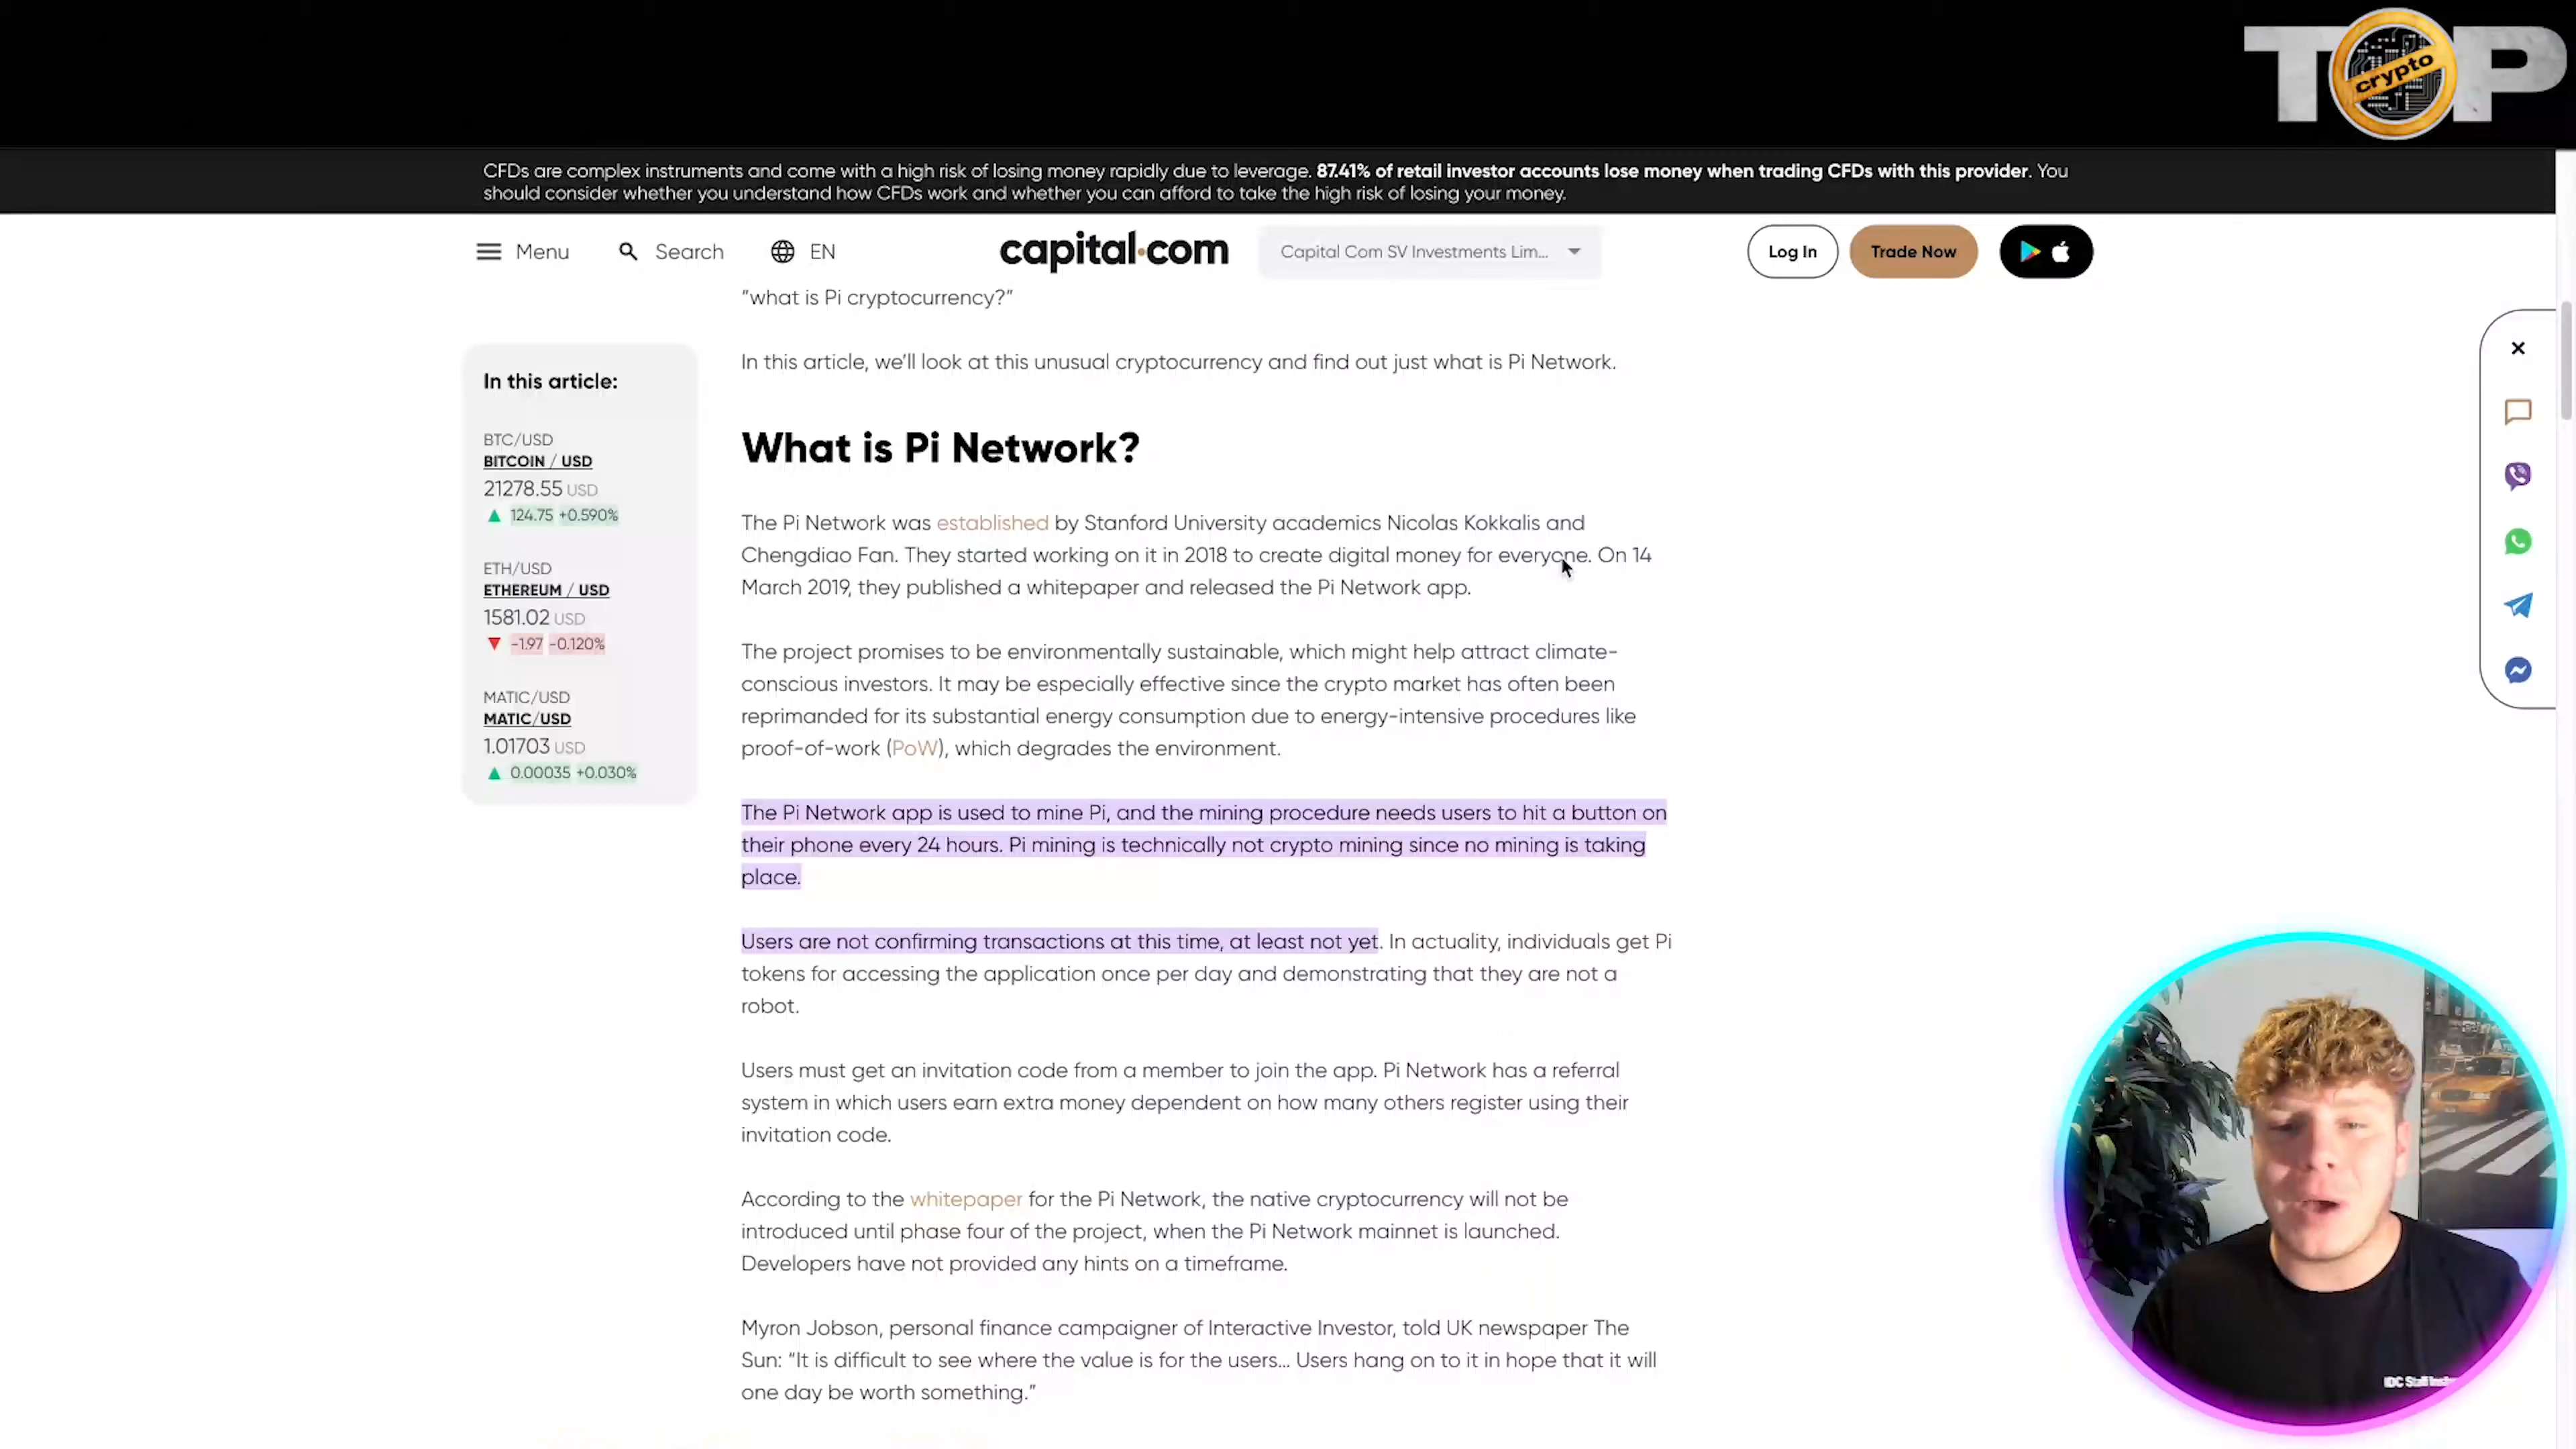 TOP
crypto
CFDs are complex instruments and come with a high risk of losing money rapidly due to leverage. 87.41% of retail investor accounts lose money when trading CFDs with this provider. You
should consider whether you understand how CFDs work and whether you can afford to take the high risk of losing your money.
Menu Search EN capital.com Capital Com SV Investments Lim... Log In Trade Now
“what is Pi cryptocurrency?”
In this article, we’ll look at this unusual cryptocurrency and find out just what is Pi Network.
In this article:
BTC/USD
BITCOIN / USD
21278.55 USD
▲ 124.75 +0.590%
ETH/USD
ETHEREUM / USD
1581.02 USD
▼ -1.97 -0.120%
MATIC/USD
MATIC/USD
1.01703 USD
▲ 0.00035 +0.030%
What is Pi Network?
The Pi Network was established by Stanford University academics Nicolas Kokkalis and
Chengdiao Fan. They started working on it in 2018 to create digital money for everyone. On 14
March 2019, they published a whitepaper and released the Pi Network app.
The project promises to be environmentally sustainable, which might help attract climate-
conscious investors. It may be especially effective since the crypto market has often been
reprimanded for its substantial energy consumption due to energy-intensive procedures like
proof-of-work (PoW), which degrades the environment.
The Pi Network app is used to mine Pi, and the mining procedure needs users to hit a button on
their phone every 24 hours. Pi mining is technically not crypto mining since no mining is taking
place.
Users are not confirming transactions at this time, at least not yet. In actuality, individuals get Pi
tokens for accessing the application once per day and demonstrating that they are not a
robot.
Users must get an invitation code from a member to join the app. Pi Network has a referral
system in which users earn extra money dependent on how many others register using their
invitation code.
According to the whitepaper for the Pi Network, the native cryptocurrency will not be
introduced until phase four of the project, when the Pi Network mainnet is launched.
Developers have not provided any hints on a timeframe.
Myron Jobson, personal finance campaigner of Interactive Investor, told UK newspaper The
Sun: “It is difficult to see where the value is for the users... Users hang on to it in hope that it will
one day be worth something.”